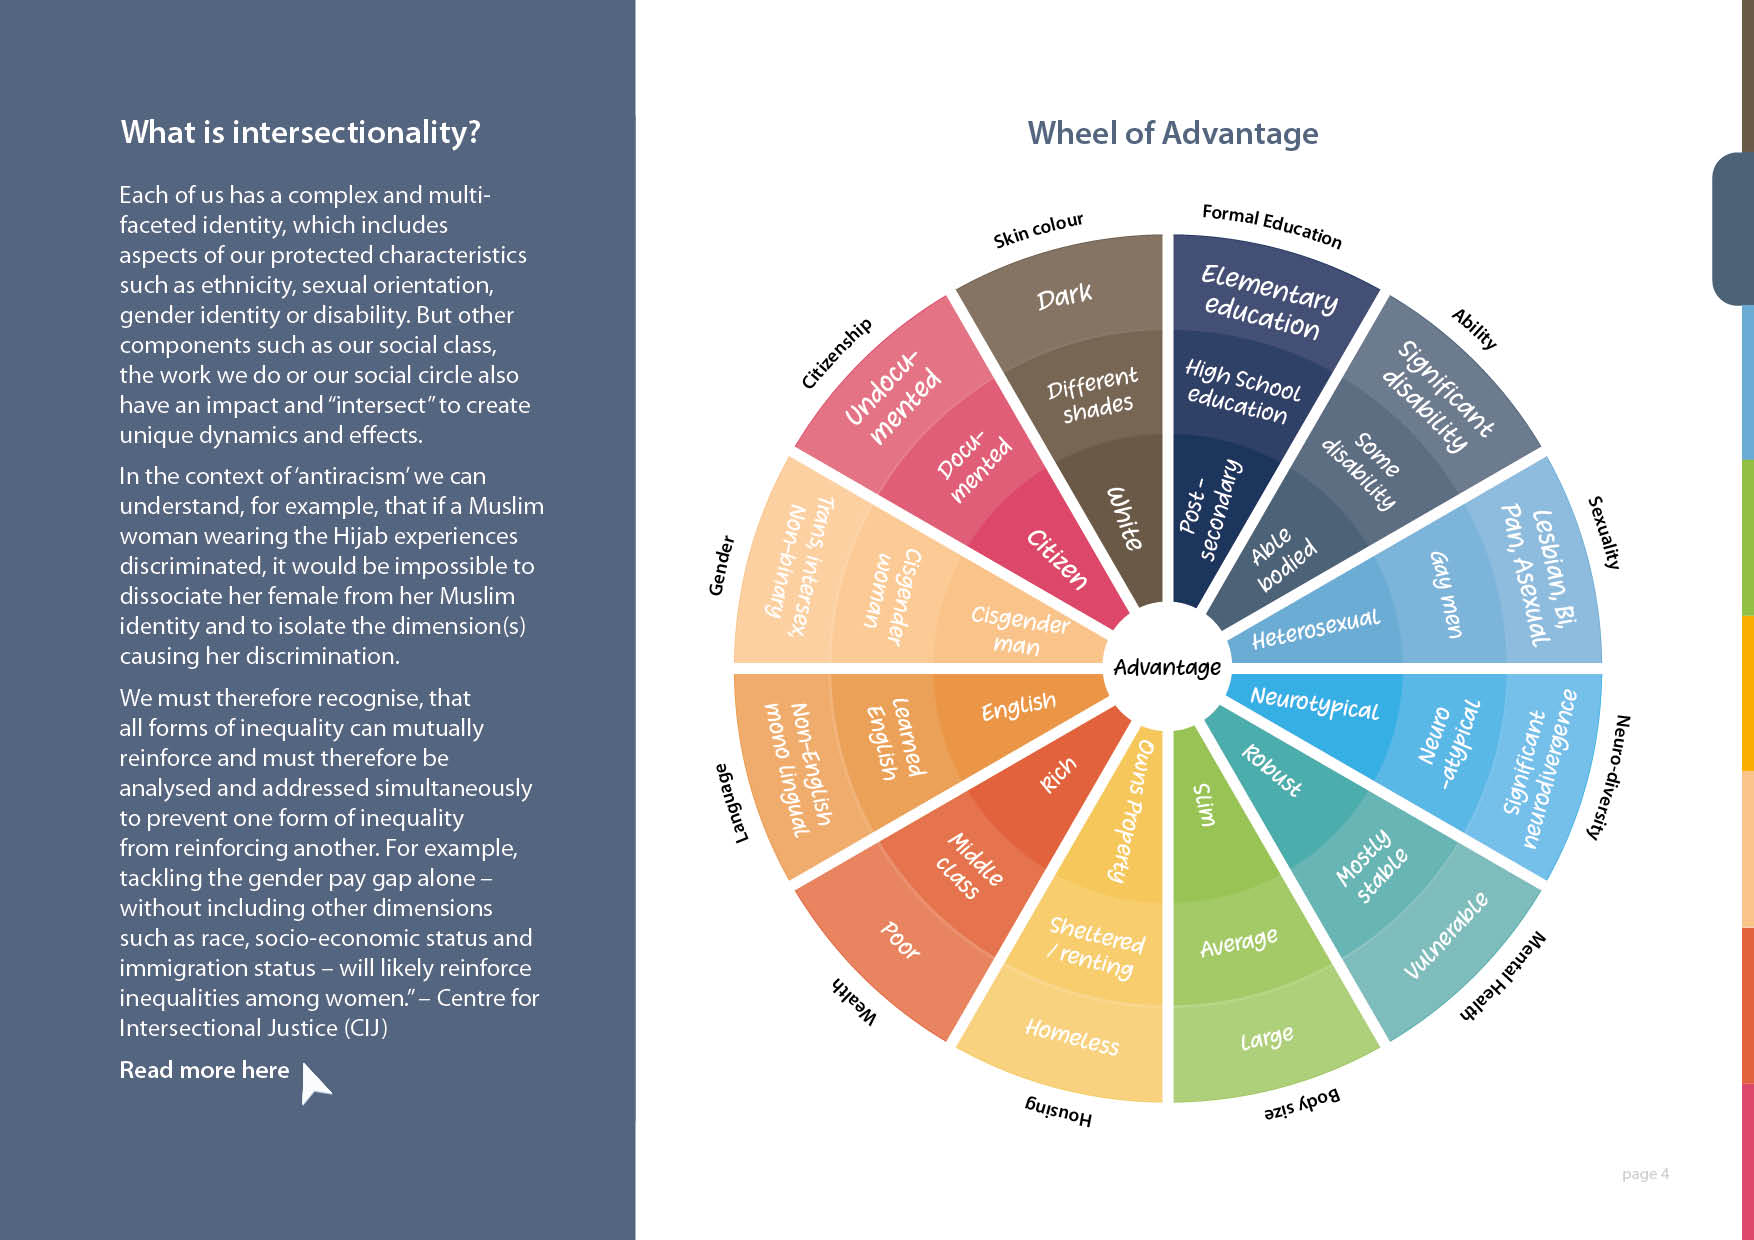 What is intersectionality?
Each of us has a complex and multi-
faceted identity, which includes
aspects of our protected characteristics
such as ethnicity, sexual orientation,
gender identity or disability. But other
components such as our social class,
the work we do or our social circle also
have an impact and “intersect” to create
unique dynamics and effects.
In the context of ‘antiracism’ we can
understand, for example, that if a Muslim
woman wearing the Hijab experiences
discriminated, it would be impossible to
dissociate her female from her Muslim
identity and to isolate the dimension(s)
causing her discrimination.
We must therefore recognise, that
all forms of inequality can mutually
reinforce and must therefore be
analysed and addressed simultaneously
to prevent one form of inequality
from reinforcing another. For example,
tackling the gender pay gap alone –
without including other dimensions
such as race, socio-economic status and
immigration status – will likely reinforce
inequalities among women.” – Centre for
Intersectional Justice (CIJ)
Read more here
Wheel of Advantage
Formal Education
Elementary
education
High School
education
Post –
secondary
Ability
Significant
disability
Some
disability
Able
bodied
Sexuality
Lesbian, Bi,
Pan, Asexual
Gay men
Heterosexual
Neuro-diversity
Significant
neurodivergence
Neuro
-atypical
Neurotypical
Mental Health
Vulnerable
Mostly
stable
Robust
Body size
Large
Average
Slim
Housing
Homeless
Sheltered
/ renting
Owns Property
Wealth
Poor
Middle
class
Rich
Language
Non-English
mono lingual
Learned
English
English
Gender
Trans, intersex,
Non-binary
Cisgender
woman
Cisgender
man
Citizenship
Undocu-
mented
Docu-
mented
Citizen
Skin colour
Dark
Different
shades
White
Advantage
page 4